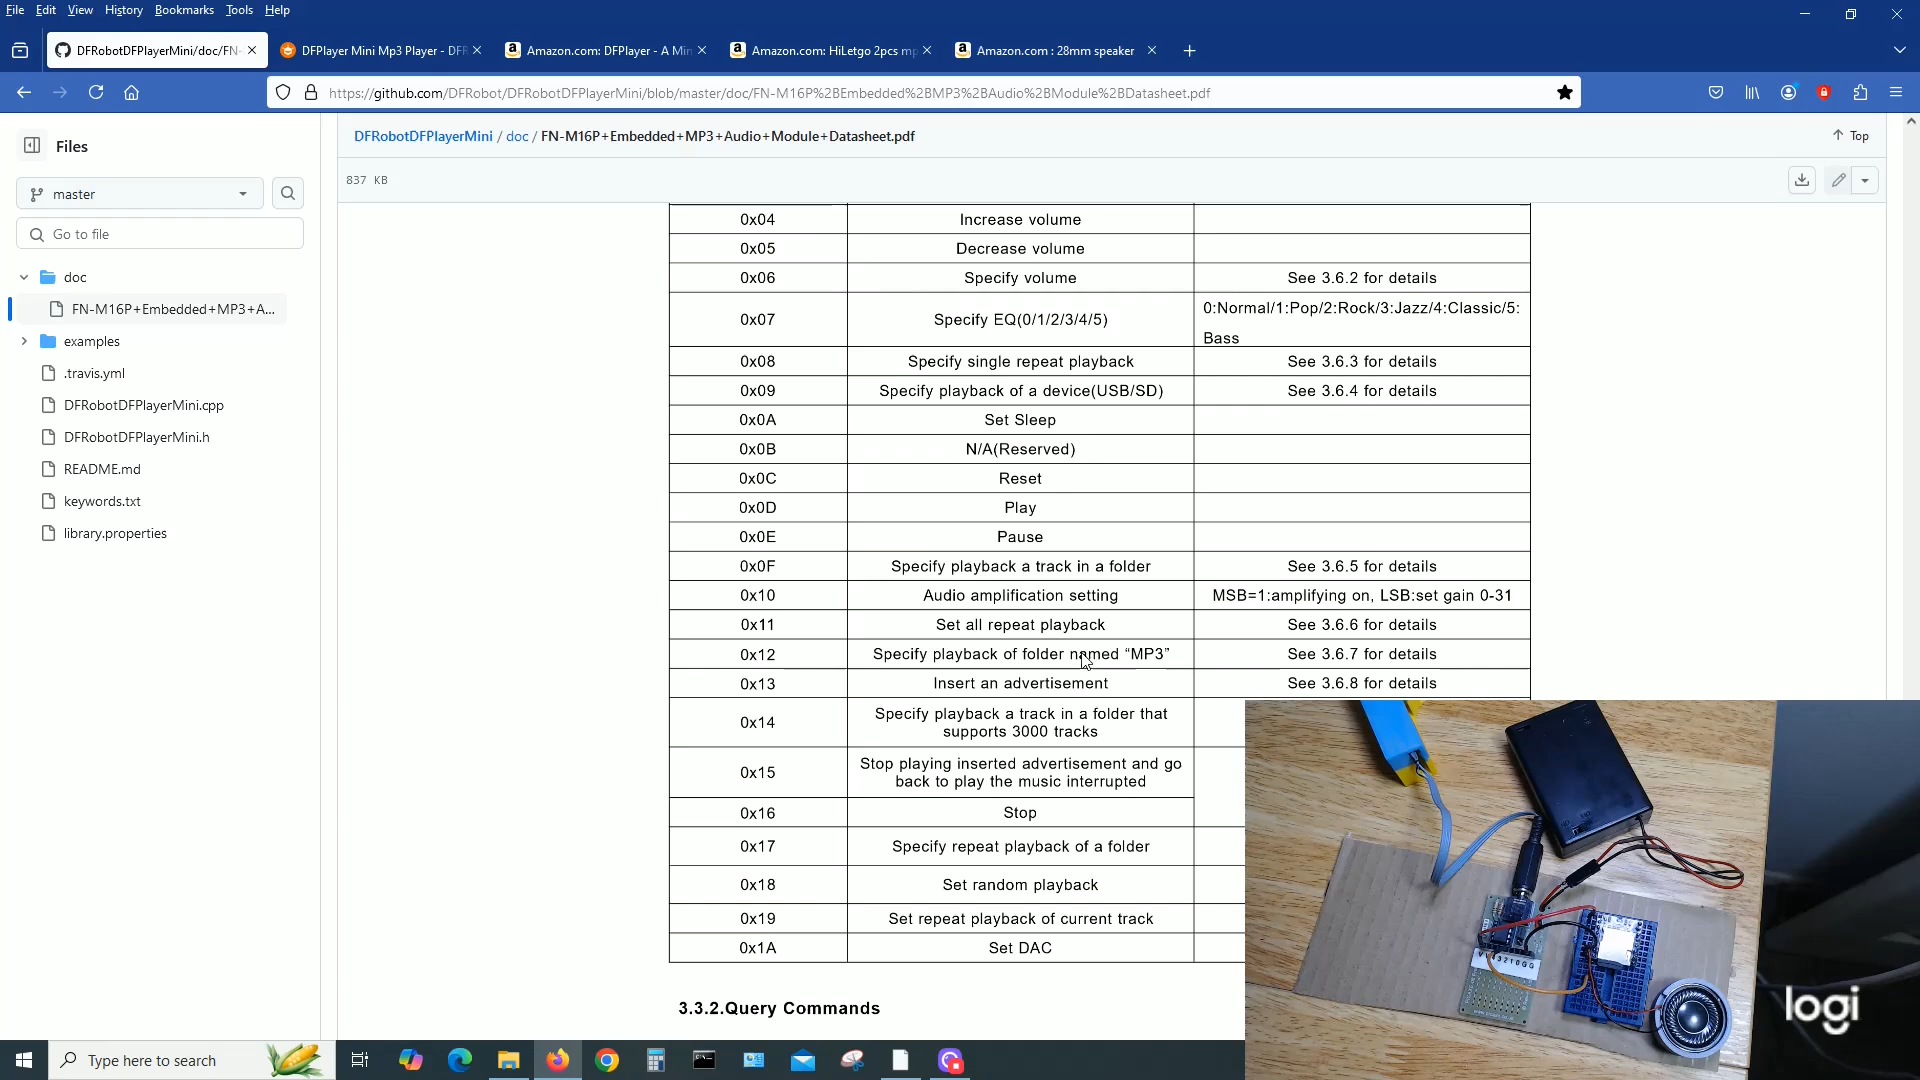 File Edit View History Bookmarks Tools Help
DFRobotDFPlayerMini/doc/FN-
DFPlayer Mini Mp3 Player - DFR
Amazon.com: DFPlayer - A Min
Amazon.com: HiLetgo 2pcs mp
Amazon.com : 28mm speaker
https://github.com/DFRobot/DFRobotDFPlayerMini/blob/master/doc/FN-M16P%2BEmbedded%2BMP3%2BAudio%2BModule%2BDatasheet.pdf
Files
master
Go to file
doc
FN-M16P+Embedded+MP3+A...
examples
.travis.yml
DFRobotDFPlayerMini.cpp
DFRobotDFPlayerMini.h
README.md
keywords.txt
library.properties
DFRobotDFPlayerMini / doc / FN-M16P+Embedded+MP3+Audio+Module+Datasheet.pdf
Top
837 KB
0x04 Increase volume
0x05 Decrease volume
0x06 Specify volume See 3.6.2 for details
0x07 Specify EQ(0/1/2/3/4/5) 0:Normal/1:Pop/2:Rock/3:Jazz/4:Classic/5:
Bass
0x08 Specify single repeat playback See 3.6.3 for details
0x09 Specify playback of a device(USB/SD) See 3.6.4 for details
0x0A Set Sleep
0x0B N/A(Reserved)
0x0C Reset
0x0D Play
0x0E Pause
0x0F Specify playback a track in a folder See 3.6.5 for details
0x10 Audio amplification setting MSB=1:amplifying on, LSB:set gain 0-31
0x11 Set all repeat playback See 3.6.6 for details
0x12 Specify playback of folder named “MP3” See 3.6.7 for details
0x13 Insert an advertisement See 3.6.8 for details
0x14 Specify playback a track in a folder that
supports 3000 tracks
0x15 Stop playing inserted advertisement and go
back to play the music interrupted
0x16 Stop
0x17 Specify repeat playback of a folder
0x18 Set random playback
0x19 Set repeat playback of current track
0x1A Set DAC
3.3.2.Query Commands
logi
Type here to search